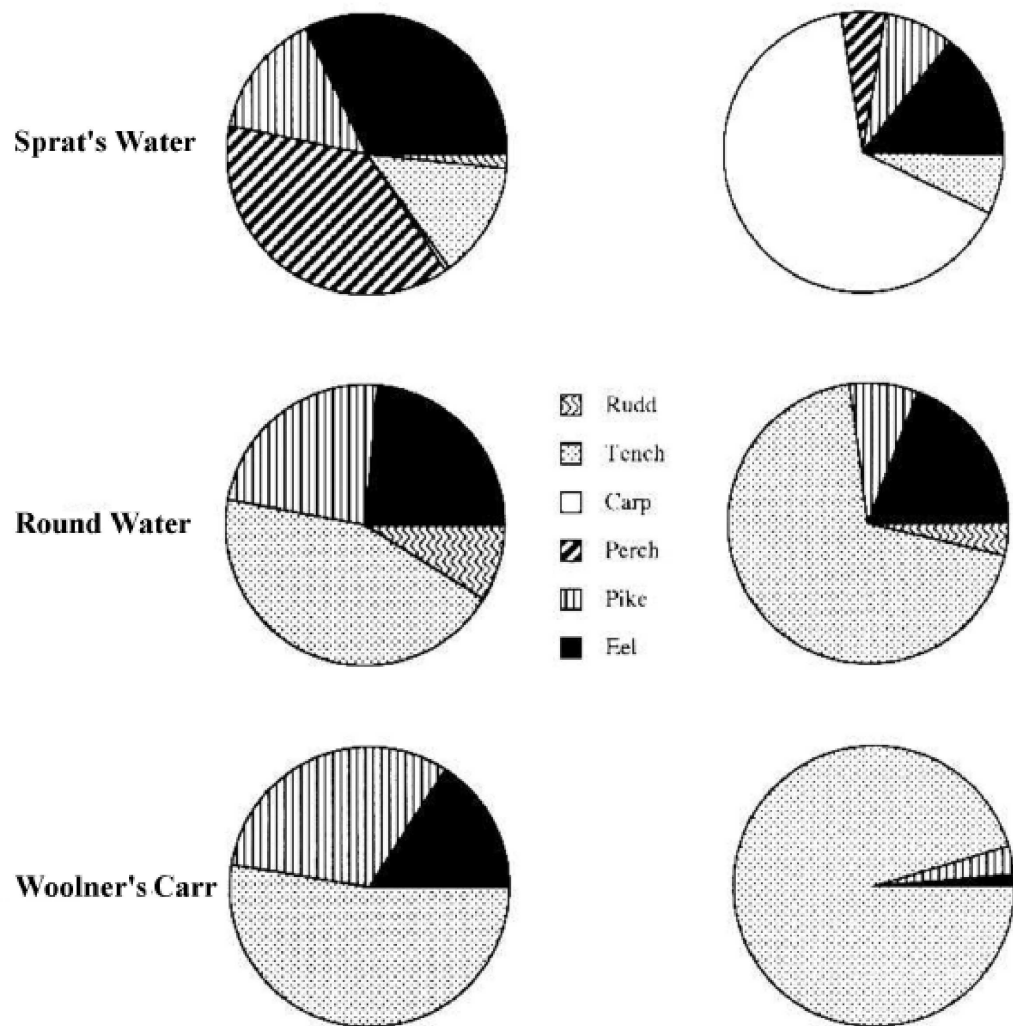 Sprat's Water
Round Water
Rudd
Tench
Carp
Perch
Pike
Eel
Woolner's Carr